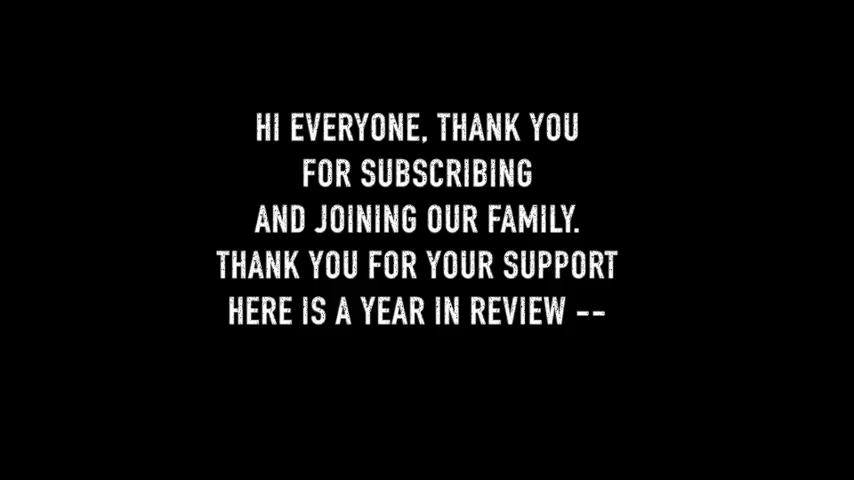 HI EVERYONE, THANK YOU
FOR SUBSCRIBING
AND JOINING OUR FAMILY.
THANK YOU FOR YOUR SUPPORT
HERE IS A YEAR IN REVIEW --